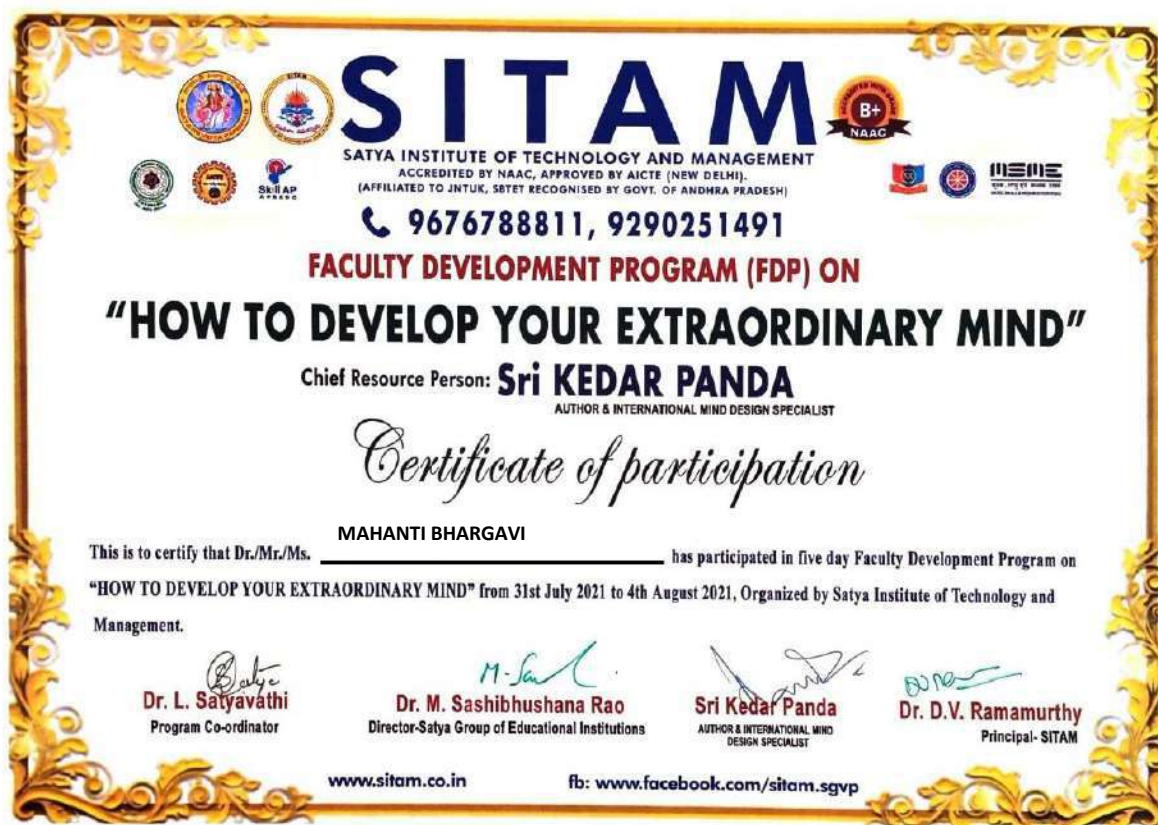 SITAM
B+
NAAC
SATYA INSTITUTE OF TECHNOLOGY AND MANAGEMENT
ACCREDITED BY NAAC, APPROVED BY AICTE (NEW DELHI).
(AFFILIATED TO JNTUK, SBTET RECOGNISED BY GOVT. OF ANDHRA PRADESH)
Skill AP
MSME
9676788811, 9290251491
FACULTY DEVELOPMENT PROGRAM (FDP) ON
"HOW TO DEVELOP YOUR EXTRAORDINARY MIND"
Chief Resource Person: Sri KEDAR PANDA
AUTHOR & INTERNATIONAL MIND DESIGN SPECIALIST
Certificate of participation
MAHANTI BHARGAVI
This is to certify that Dr./Mr./Ms. has participated in five day Faculty Development Program on
"HOW TO DEVELOP YOUR EXTRAORDINARY MIND" from 31st July 2021 to 4th August 2021, Organized by Satya Institute of Technology and
Management.
Dr. L. Satyavathi
Program Co-ordinator
Dr. M. Sashibhushana Rao
Director-Satya Group of Educational Institutions
Sri Kedar Panda
AUTHOR & INTERNATIONAL MIND
DESIGN SPECIALIST
Dr. D.V. Ramamurthy
Principal- SITAM
www.sitam.co.in
fb: www.facebook.com/sitam.sgvp